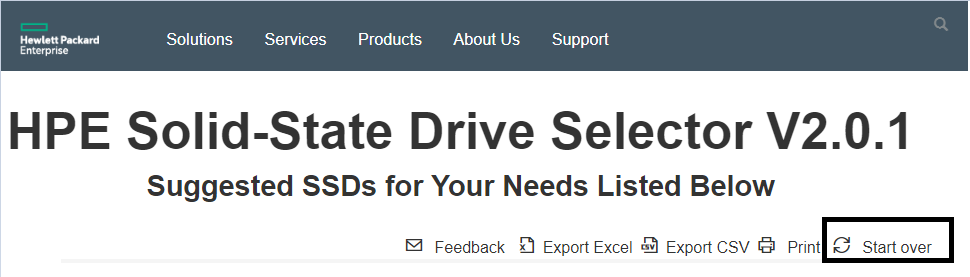 Hewlett Packard
Enterprise
Solutions Services Products About Us Support
HPE Solid-State Drive Selector V2.0.1
Suggested SSDs for Your Needs Listed Below
Feedback Export Excel CSV Export CSV Print Start over